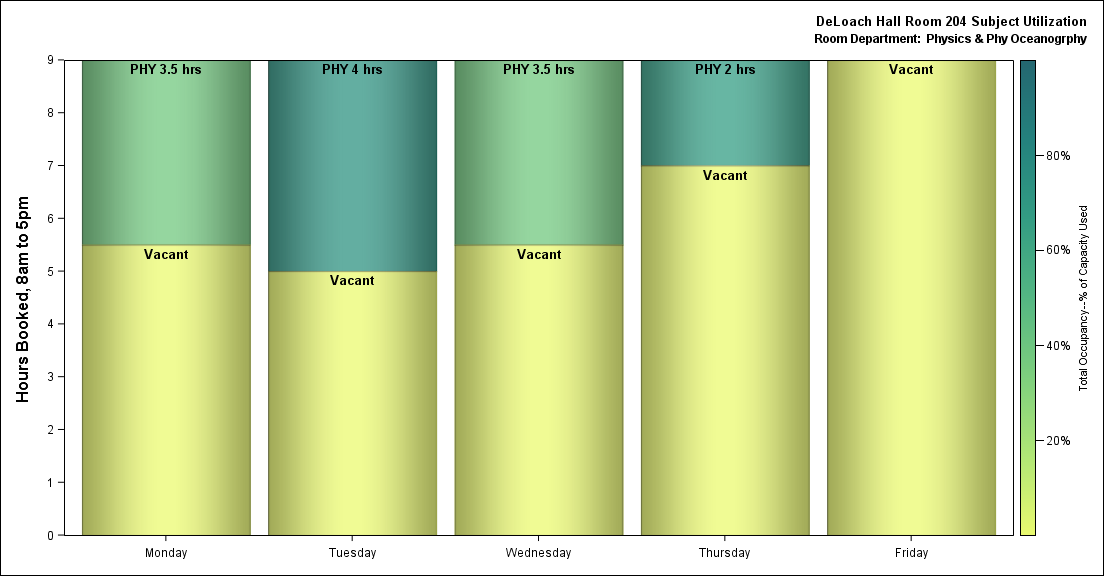 DeLoach Hall Room 204 Subject Utilization
Room Department: Physics & Phy Oceanogrphy
Hours Booked, 8am to 5pm
9
8
7
6
5
4
3
2
1
0
PHY 3.5 hrs
Vacant
PHY 4 hrs
Vacant
PHY 3.5 hrs
Vacant
PHY 2 hrs
Vacant
Vacant
Monday
Tuesday
Wednesday
Thursday
Friday
80%
60%
40%
20%
Total Occupancy--% of Capacity Used